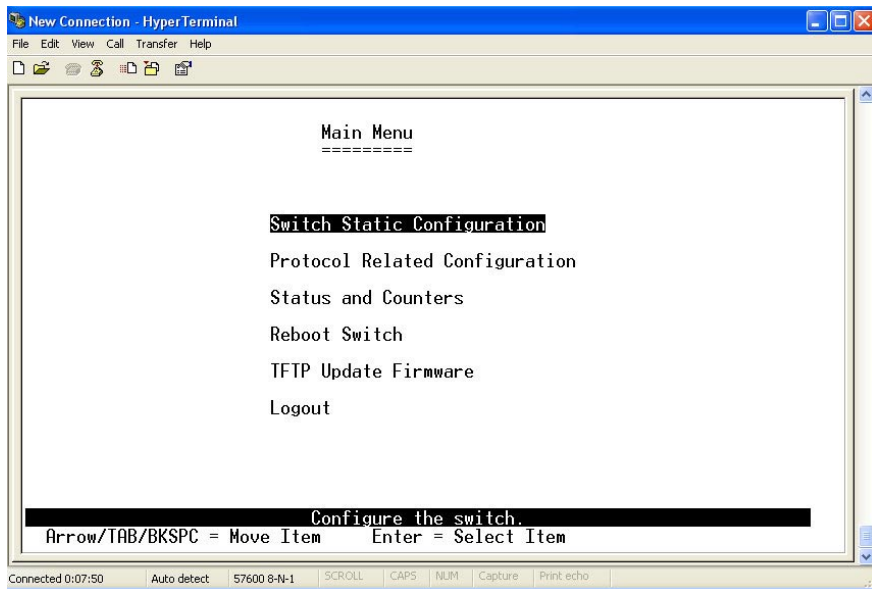 New Connection - HyperTerminal
File Edit View Call Transfer Help
Main Menu
=========
Switch Static Configuration
Protocol Related Configuration
Status and Counters
Reboot Switch
TFTP Update Firmware
Logout
Configure the switch.
Arrow/TAB/BKSPC = Move Item Enter = Select Item
Connected 0:07:50 Auto detect 57600 8-N-1 SCROLL CAPS NUM Capture Print echo